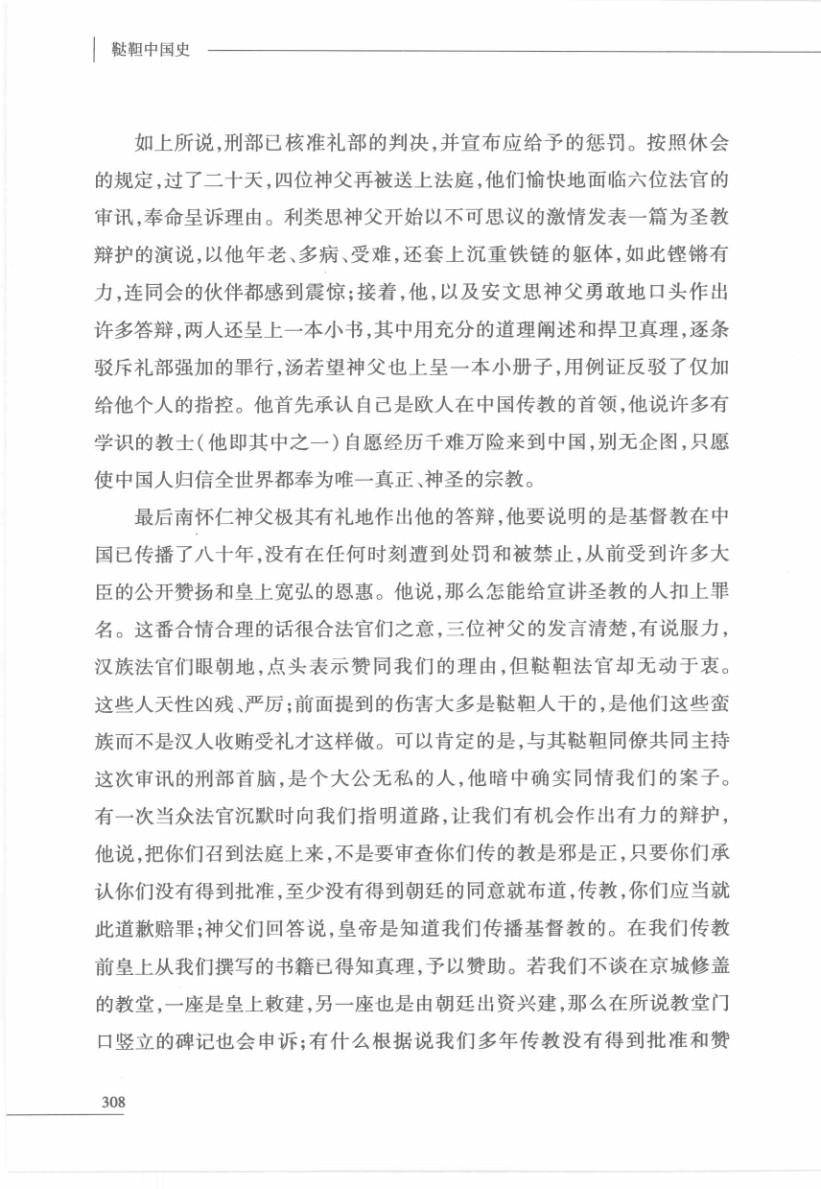 鞑靼中国史
如上所说,刑部已核准礼部的判决,并宣布应给予的惩罚。按照休会
的规定,过了二十天,四位神父再被送上法庭,他们愉快地面临六位法官的
审讯,奉命呈诉理由。利类思神父开始以不可思议的激情发表一篇为圣教
辩护的演说,以他年老、多病、受难,还套上沉重铁链的躯体,如此铿锵有
力,连同会的伙伴都感到震惊;接着,他,以及安文思神父勇敢地口头作出
许多答辩,两人还呈上一本小书,其中用充分的道理阐述和捍卫真理,逐条
驳斥礼部强加的罪行,汤若望神父也上呈一本小册子,用例证反驳了仅加
给他个人的指控。他首先承认自己是欧人在中国传教的首领,他说许多有
学识的教士(他即其中之一)自愿经历千难万险来到中国,别无企图,只愿
使中国人归信全世界都奉为唯一真正、神圣的宗教。
最后南怀仁神父极其有礼地作出他的答辩,他要说明的是基督教在中
国已传播了八十年,没有在任何时刻遭到处罚和被禁止,从前受到许多大
臣的公开赞扬和皇上宽弘的恩惠。他说,那么怎能给宣讲圣教的人扣上罪
名。这番合情合理的话很合法官们之意,三位神父的发言清楚,有说服力,
汉族法官们眼朝地,点头表示赞同我们的理由,但鞑靼法官却无动于衷。
这些人天性凶残、严厉;前面提到的伤害大多是鞑靼人干的,是他们这些蛮
族而不是汉人收贿受礼才这样做。可以肯定的是,与其鞑靼同僚共同主持
这次审讯的刑部首脑,是个大公无私的人,他暗中确实同情我们的案子。
有一次当众法官沉默时向我们指明道路,让我们有机会作出有力的辩护,
他说,把你们召到法庭上来,不是要审查你们传的教是邪是正,只要你们承
认你们没有得到批准,至少没有得到朝廷的同意就布道,传教,你们应当就
此道歉赔罪;神父们回答说,皇帝是知道我们传播基督教的。在我们传教
前皇上从我们撰写的书籍已得知真理,予以赞助。若我们不谈在京城修盖
的教堂,一座是皇上敕建,另一座也是由朝廷出资兴建,那么在所说教堂门
口竖立的碑记也会申诉;有什么根据说我们多年传教没有得到批准和赞
308